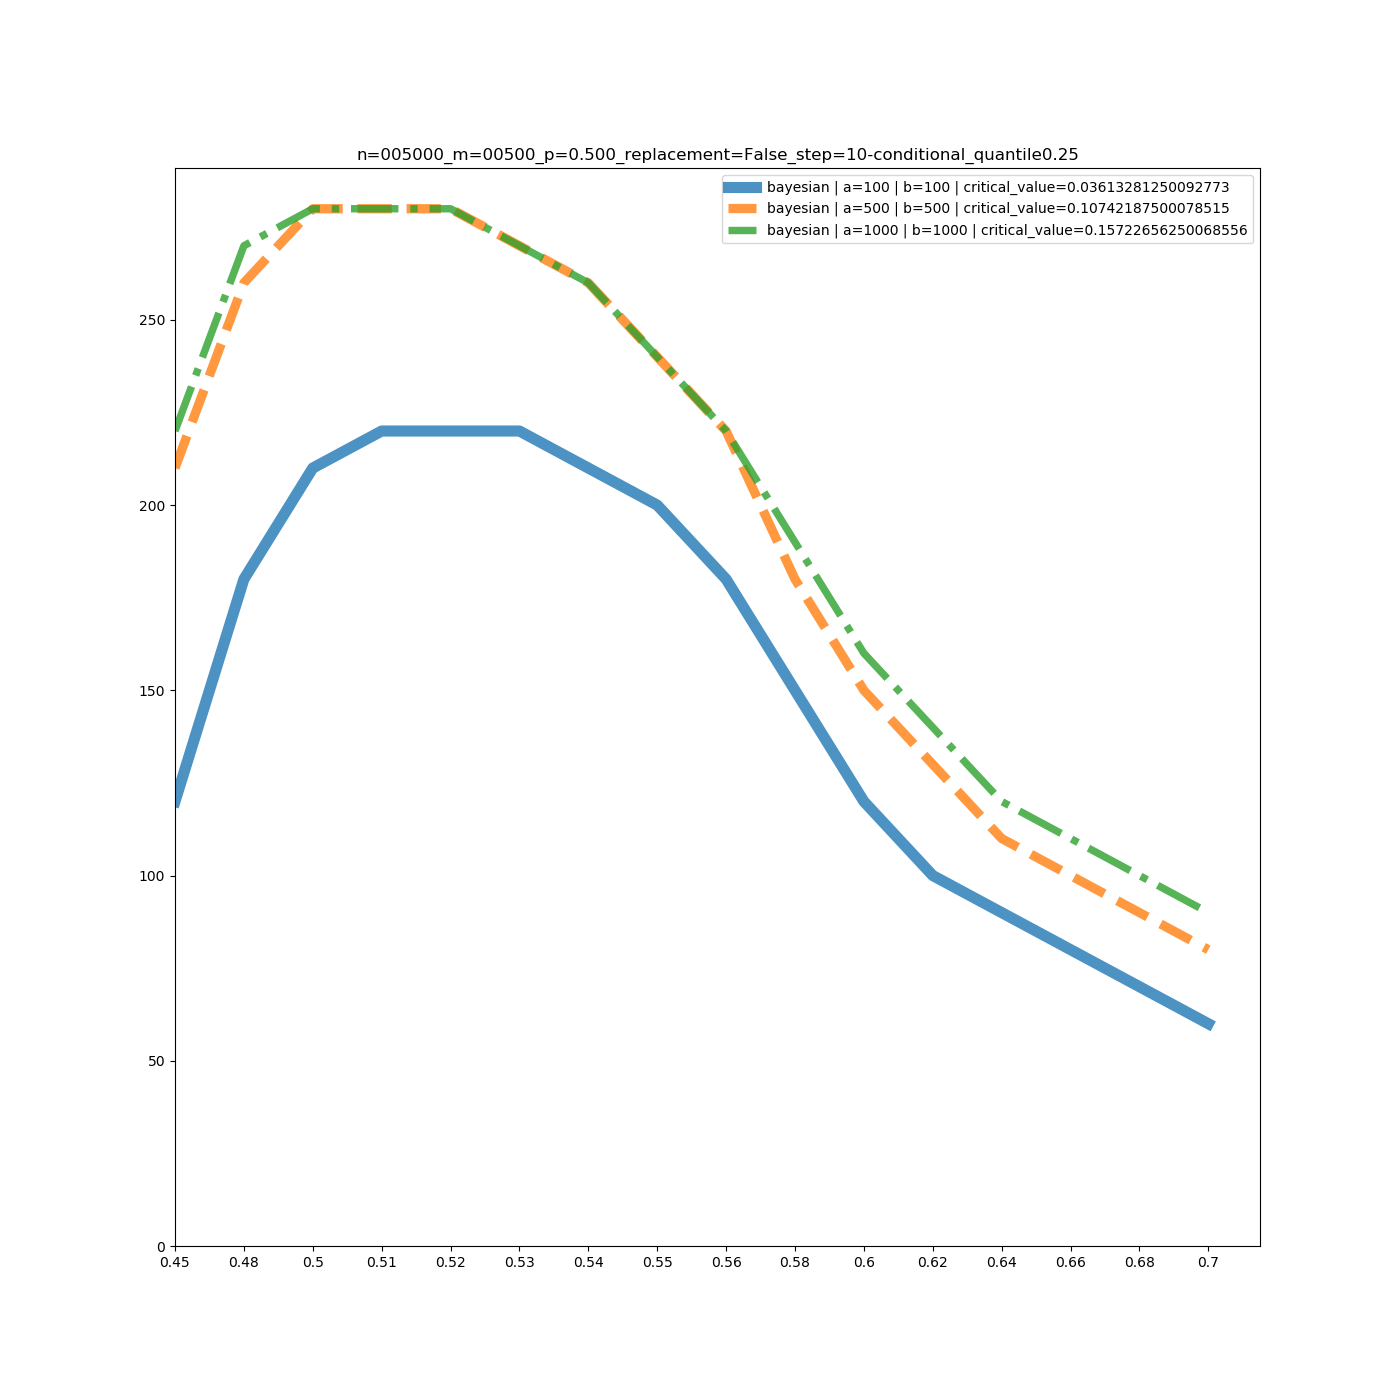 n=005000_m=00500_p=0.500_replacement=False_step=10-conditional_quantile0.25
bayesian | a=100 | b=100 | critical_value=0.03613281250092773
bayesian | a=500 | b=500 | critical_value=0.10742187500078515
bayesian | a=1000 | b=1000 | critical_value=0.15722656250068556
250
200
150
100
50
0
0.45 0.48 0.5 0.51 0.52 0.53 0.54 0.55 0.56 0.58 0.6 0.62 0.64 0.66 0.68 0.7